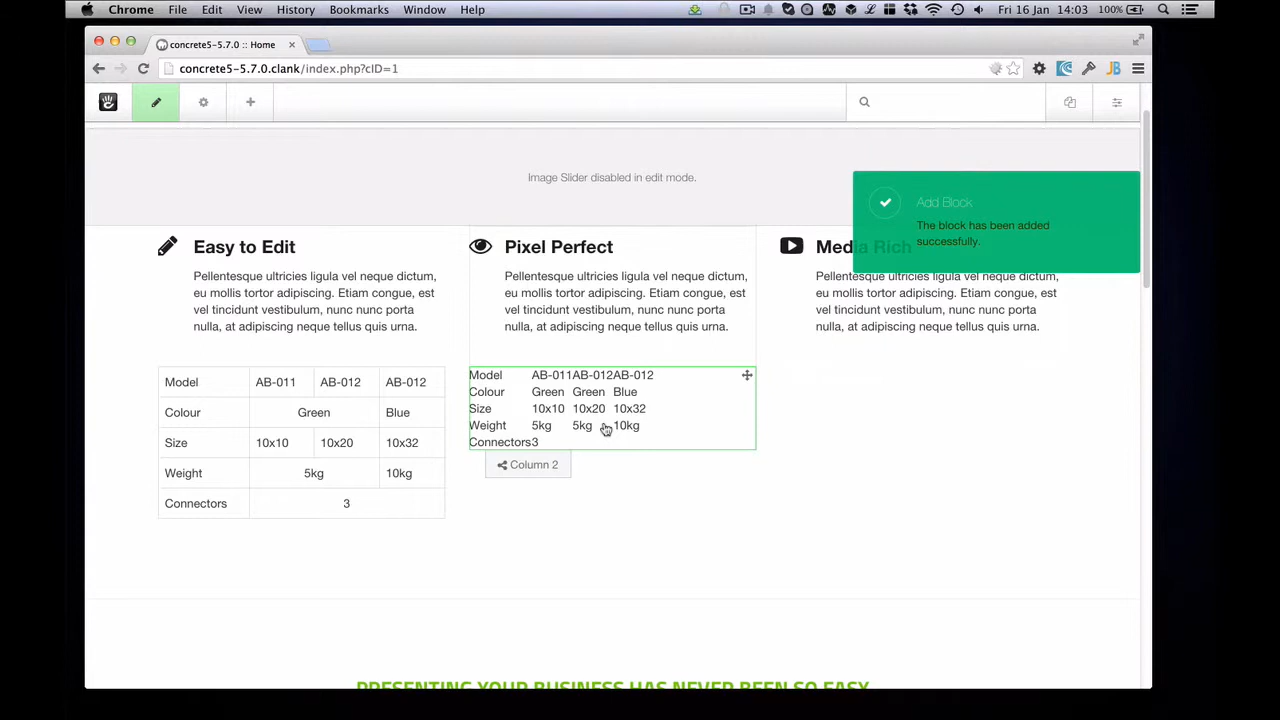 Chrome File Edit View History Bookmarks Window Help Fri 16 Jan 14:03 100%
concrete5-5.7.0 :: Home
concrete5-5.7.0.clank/index.php?cID=1
JB
Image Slider disabled in edit mode.
Add Block
The block has been added
successfully.
Easy to Edit
Pellentesque ultricies ligula vel neque dictum,
eu mollis tortor adipiscing. Etiam congue, est
vel tincidunt vestibulum, nunc nunc porta
nulla, at adipiscing neque tellus quis urna.
Pixel Perfect
Pellentesque ultricies ligula vel neque dictum,
eu mollis tortor adipiscing. Etiam congue, est
vel tincidunt vestibulum, nunc nunc porta
nulla, at adipiscing neque tellus quis urna.
Media Rich
Pellentesque ultricies ligula vel neque dictum,
eu mollis tortor adipiscing. Etiam congue, est
vel tincidunt vestibulum, nunc nunc porta
nulla, at adipiscing neque tellus quis urna.
Model AB-011 AB-012 AB-012
Colour Green Blue
Size 10x10 10x20 10x32
Weight 5kg 10kg
Connectors 3
Model AB-011AB-012AB-012
Colour Green Green Blue
Size 10x10 10x20 10x32
Weight 5kg 5kg 10kg
Connectors3
Column 2
PRESENTING YOUR BUSINESS HAS NEVER BEEN SO EASY